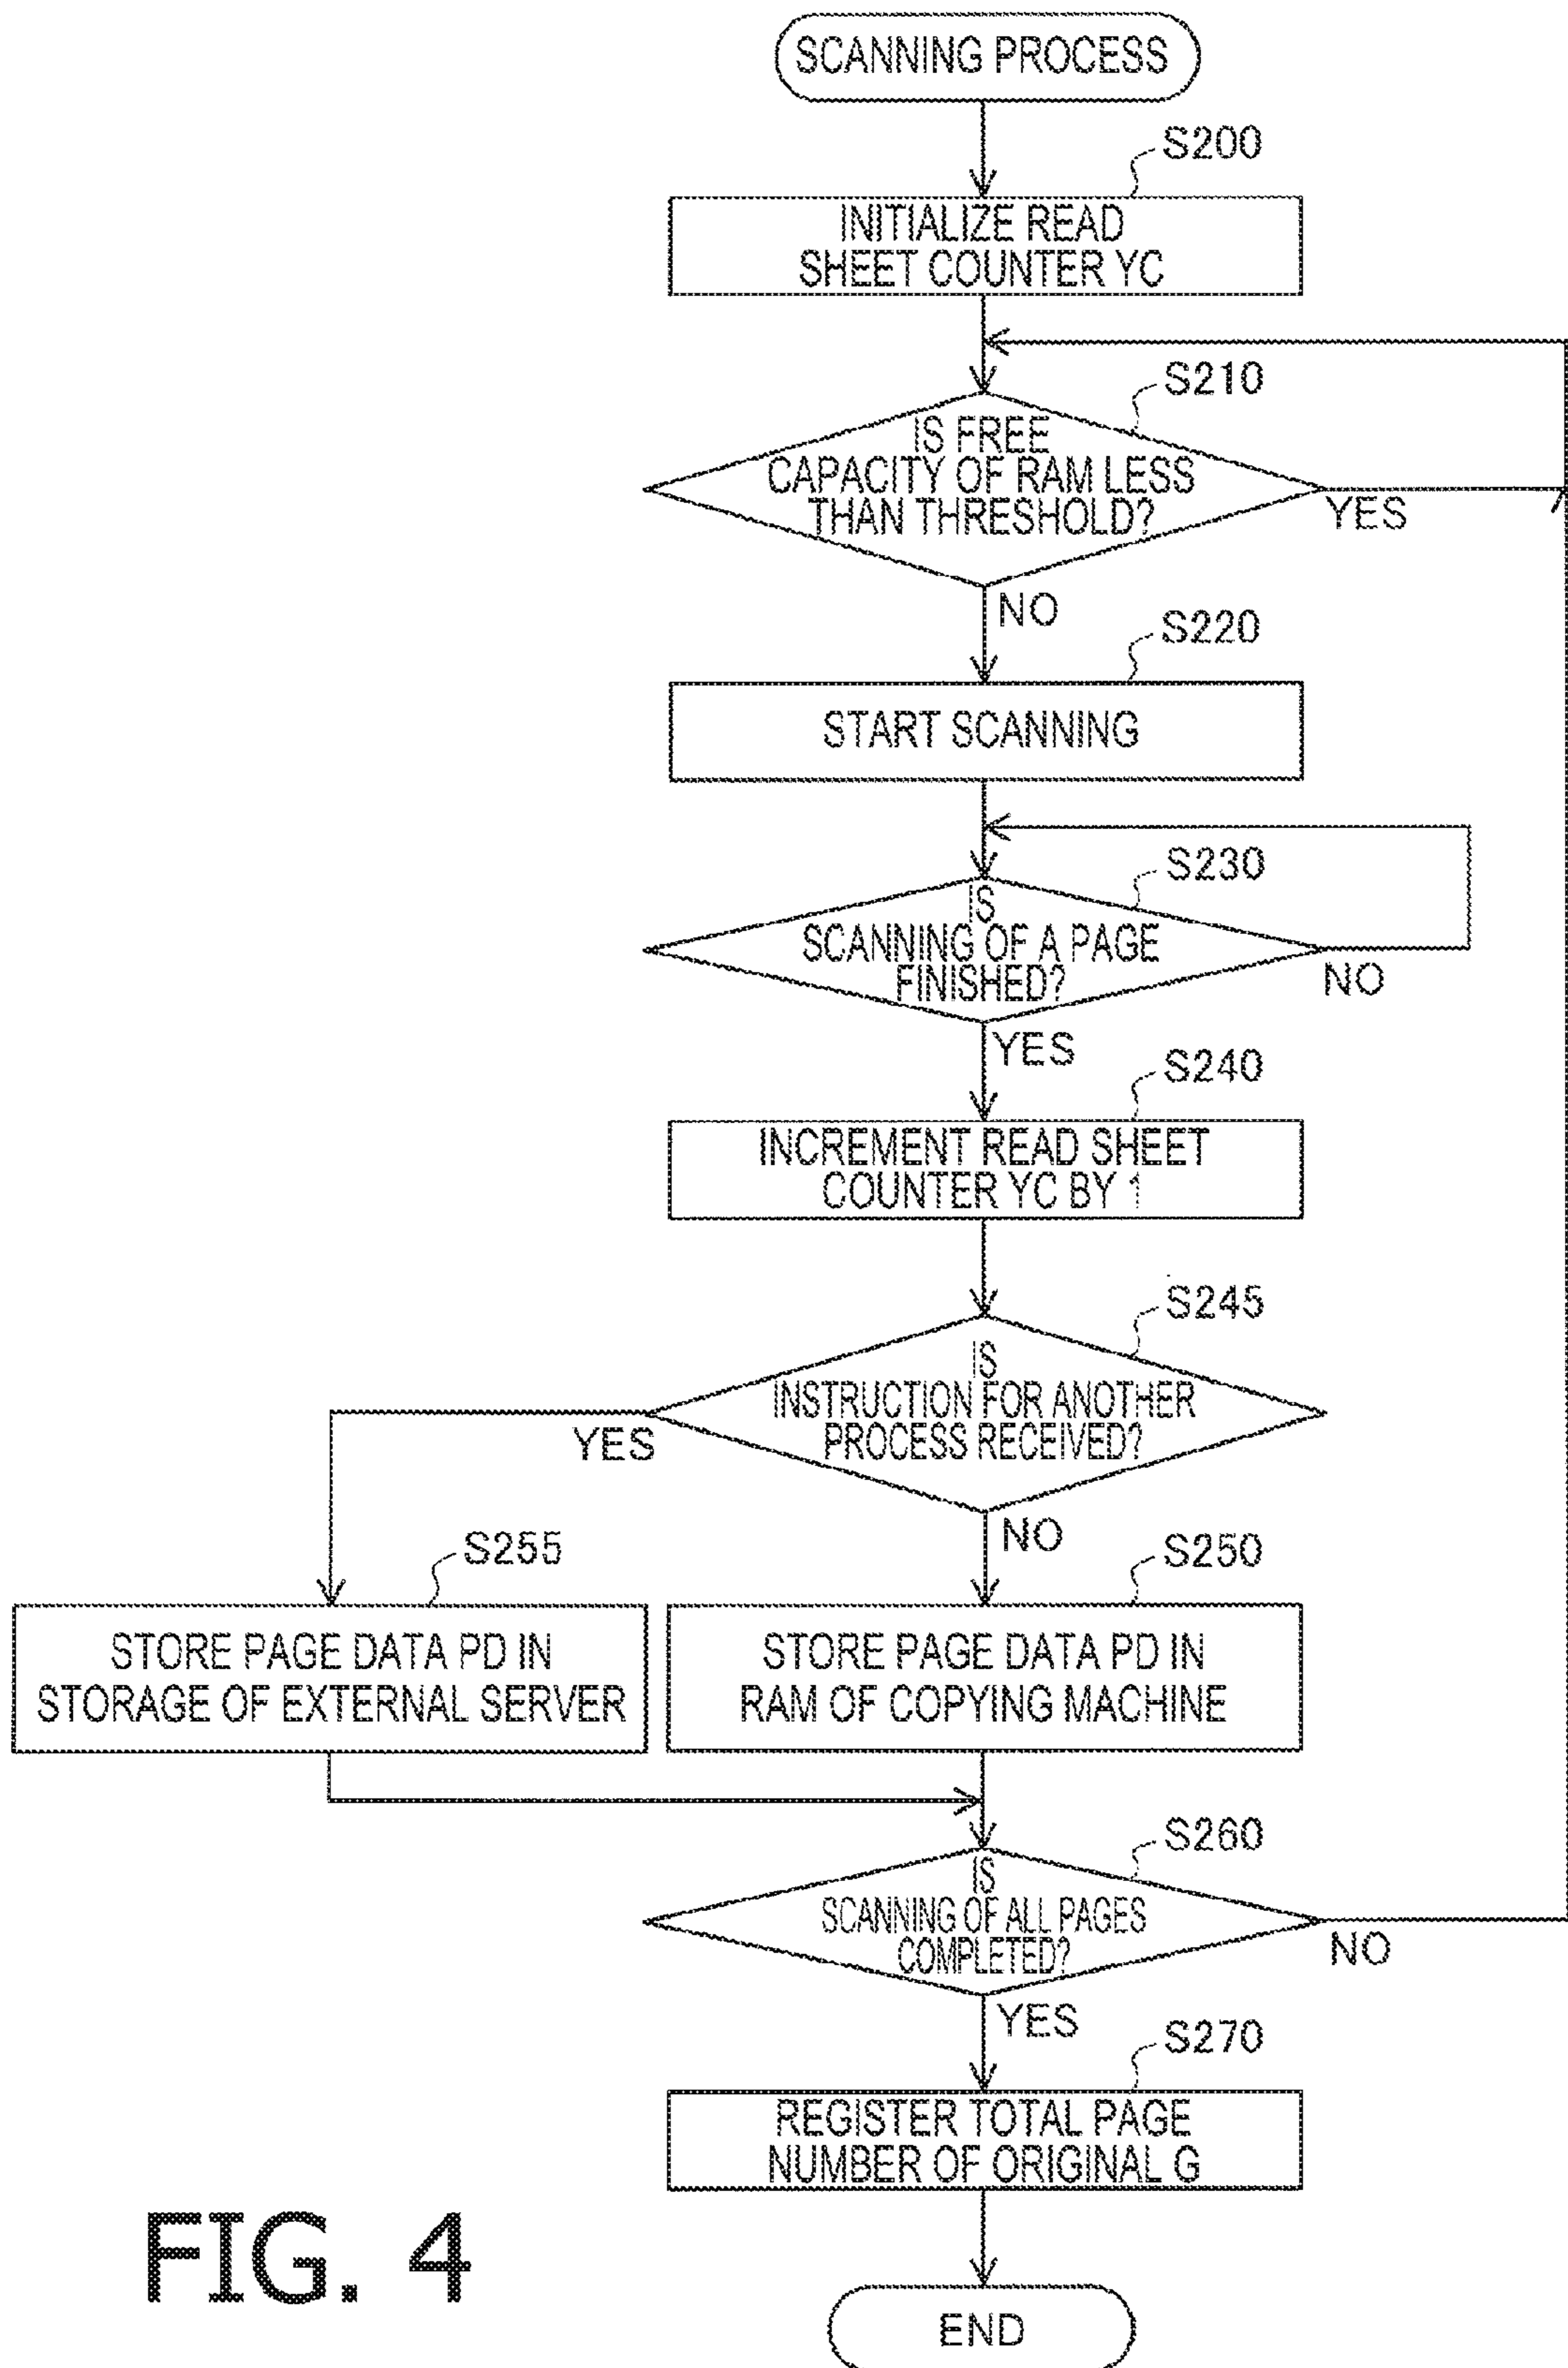 SCANNING PROCESS
S200
INITIALIZE READ
SHEET COUNTER YC
S210
IS FREE
CAPACITY OF RAM LESS
THAN THRESHOLD?
YES
NO
S220
START SCANNING
S230
IS
SCANNING OF A PAGE
FINISHED?
NO
YES
S240
INCREMENT READ SHEET
COUNTER YC BY 1
S245
IS
INSTRUCTION FOR ANOTHER
PROCESS RECEIVED?
YES
NO
S255
STORE PAGE DATA PD IN
STORAGE OF EXTERNAL SERVER
S250
STORE PAGE DATA PD IN
RAM OF COPYING MACHINE
S260
IS
SCANNING OF ALL PAGES
COMPLETED?
NO
YES
S270
REGISTER TOTAL PAGE
NUMBER OF ORIGINAL G
END
FIG. 4